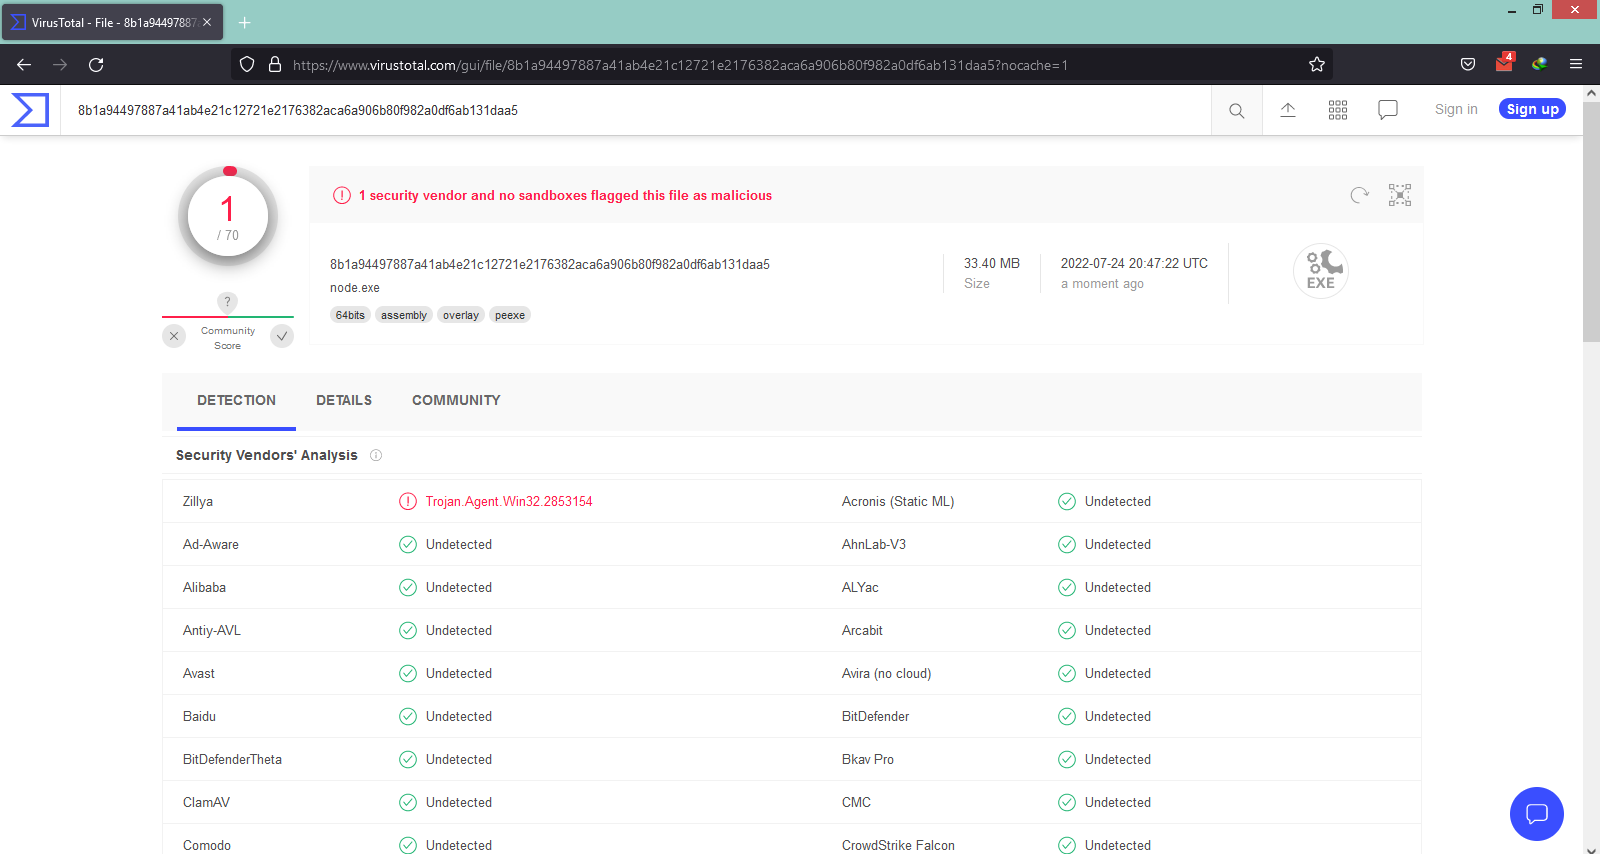 VirusTotal - File - 8b1a94497887
https://www.virustotal.com/gui/file/8b1a94497887a41ab4e21c12721e2176382aca6a906b80f982a0df6ab131daa5?nocache=1
4
8b1a94497887a41ab4e21c12721e2176382aca6a906b80f982a0df6ab131daa5
Sign in
Sign up
1
/ 70
?
Community
Score
1 security vendor and no sandboxes flagged this file as malicious
8b1a94497887a41ab4e21c12721e2176382aca6a906b80f982a0df6ab131daa5
node.exe
64bits assembly overlay peexe
33.40 MB
Size
2022-07-24 20:47:22 UTC
a moment ago
EXE
DETECTION DETAILS COMMUNITY
Security Vendors' Analysis
Zillya Trojan.Agent.Win32.2853154 Acronis (Static ML) Undetected
Ad-Aware Undetected AhnLab-V3 Undetected
Alibaba Undetected ALYac Undetected
Antiy-AVL Undetected Arcabit Undetected
Avast Undetected Avira (no cloud) Undetected
Baidu Undetected BitDefender Undetected
BitDefenderTheta Undetected Bkav Pro Undetected
ClamAV Undetected CMC Undetected
Comodo Undetected CrowdStrike Falcon Undetected